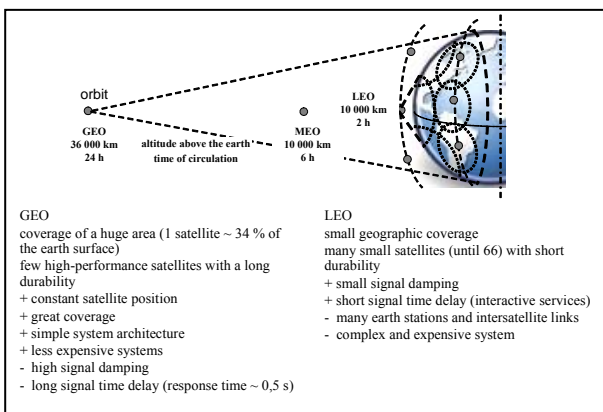 orbit
GEO
36 000 km
24 h
altitude above the earth
time of circulation
MEO
10 000 km
6 h
LEO
10 000 km
2 h
GEO
coverage of a huge area (1 satellite ~ 34 % of
the earth surface)
few high-performance satellites with a long
durability
+ constant satellite position
+ great coverage
+ simple system architecture
+ less expensive systems
- high signal damping
- long signal time delay (response time ~ 0,5 s)
LEO
small geographic coverage
many small satellites (until 66) with short
durability
+ small signal damping
+ short signal time delay (interactive services)
- many earth stations and intersatellite links
- complex and expensive system